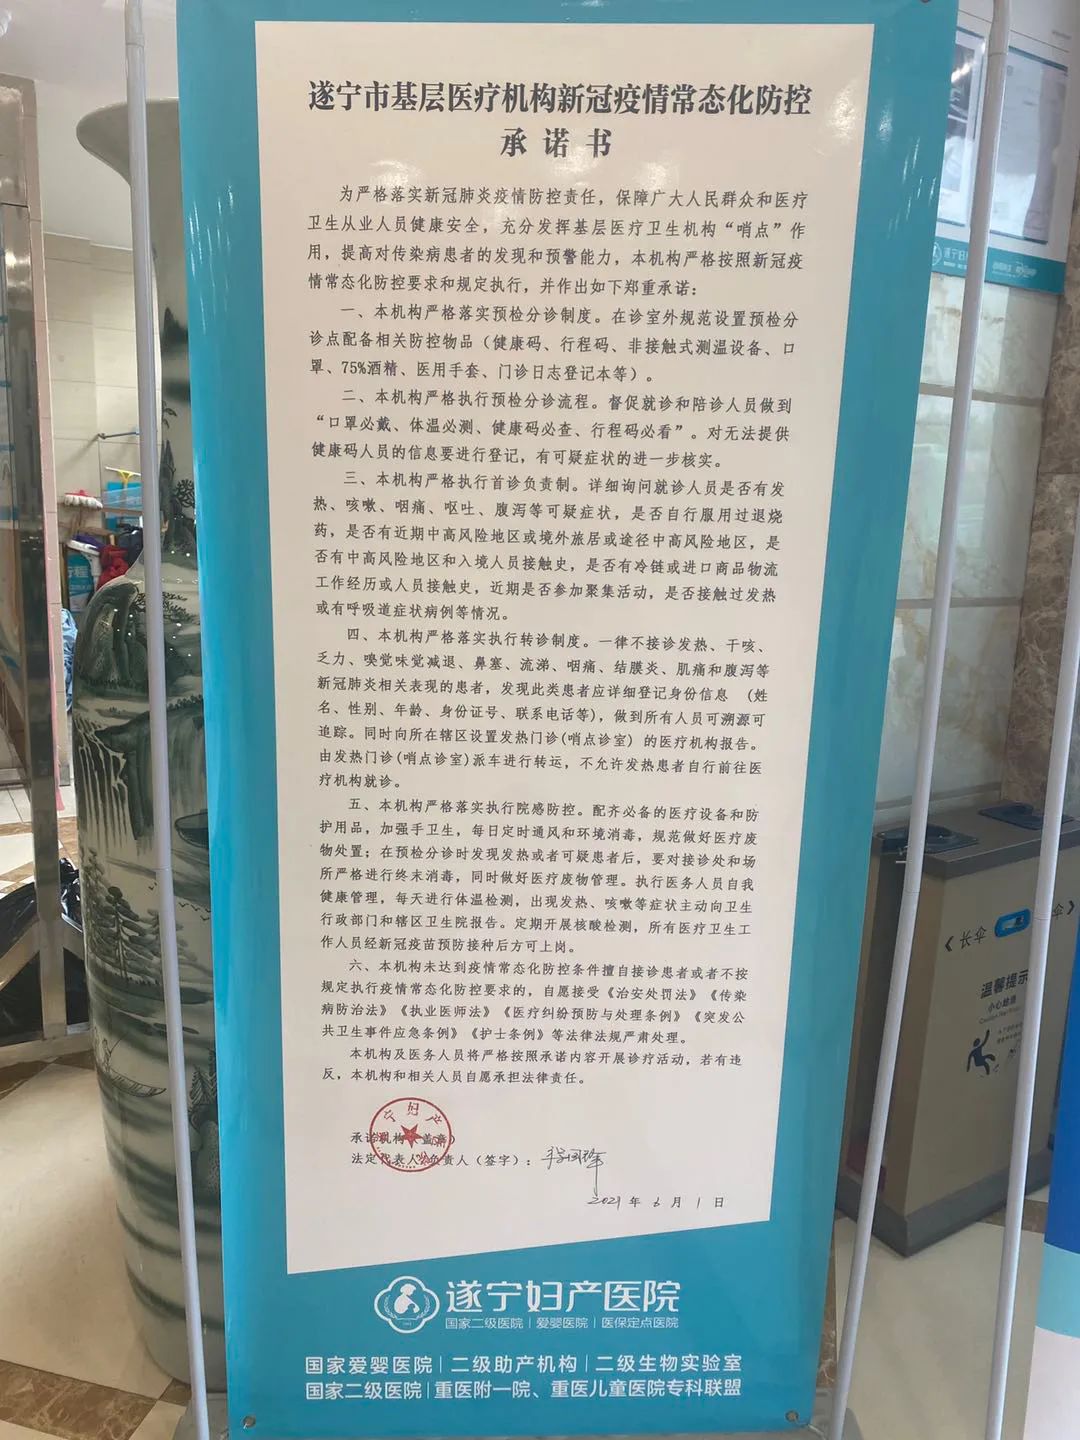 遂宁市基层医疗机构新冠疫情常态化防控
承诺书
为严格落实新冠肺炎疫情防控责任，保障广大人民群众和医疗
卫生从业人员健康安全，充分发挥基层医疗卫生机构“哨点”作
用，提高对传染病患者的发现和预警能力，本机构严格按照新冠疫
情常态化防控要求和规定执行，并作出如下郑重承诺：
一、本机构严格落实预检分诊制度。在诊室外规范设置预检分
诊点配备相关防控物品（健康码、行程码、非接触式测温设备、口
罩、75%酒精、医用手套、门诊日志登记本等）。
二、本机构严格执行预检分诊流程。督促就诊和陪诊人员做到
“口罩必戴、体温必测、健康码必查、行程码必看”。对无法提供
健康码人员的信息要进行登记，有可疑症状的进一步核实。
三、本机构严格执行首诊负责制。详细询问就诊人员是否有发
热、咳嗽、咽痛、呕吐、腹泻等可疑症状，是否自行服用过退烧
药，是否有近期中高风险地区或境外旅居或途径中高风险地区，是
否有中高风险地区和入境人员接触史，是否有冷链或进口商品物流
工作经历或人员接触史，近期是否参加聚集活动，是否接触过发热
或有呼吸道症状病例等情况。
四、本机构严格落实执行转诊制度。一律不接诊发热、干咳、
乏力、嗅觉味觉减退、鼻塞、流涕、咽痛、结膜炎、肌痛和腹泻等
新冠肺炎相关表现的患者，发现此类患者应详细登记身份信息 (姓
名、性别、年龄、身份证号、联系电话等)，做到所有人员可溯源可
追踪。同时向所在辖区设置发热门诊(哨点诊室) 的医疗机构报告。
由发热门诊(哨点诊室)派车进行转运，不允许发热患者自行前往医
疗机构就诊。
五、本机构严格落实执行院感防控。配齐必备的医疗设备和防
护用品，加强手卫生，每日定时通风和环境消毒，规范做好医疗废
物处置；在预检分诊时发现发热或者可疑患者后，要对接诊处和场
所严格进行终末消毒，同时做好医疗废物管理。执行医务人员自我
健康管理，每天进行体温检测，出现发热、咳嗽等症状主动向卫生
行政部门和辖区卫生院报告。定期开展核酸检测，所有医疗卫生工
作人员经新冠疫苗预防接种后方可上岗。
六、本机构未达到疫情常态化防控条件擅自接诊患者或者不按
规定执行疫情常态化防控要求的，自愿接受《治安处罚法》《传染
病防治法》《执业医师法》《医疗纠纷预防与处理条例》《突发公
共卫生事件应急条例》《护士条例》等法律法规严肃处理。
本机构及医务人员将严格按照承诺内容开展诊疗活动，若有违
反，本机构和相关人员自愿承担法律责任。
承诺机构（盖章）
法定代表人/负责人（签字）：
2021 年 6 月 1 日
遂宁妇产医院
国家二级医院|爱婴医院|医保定点医院
国家爱婴医院|二级助产机构|二级生物实验室
国家二级医院|重医附一院、重医儿童医院专科联盟
长伞
温馨提示
小心地滑